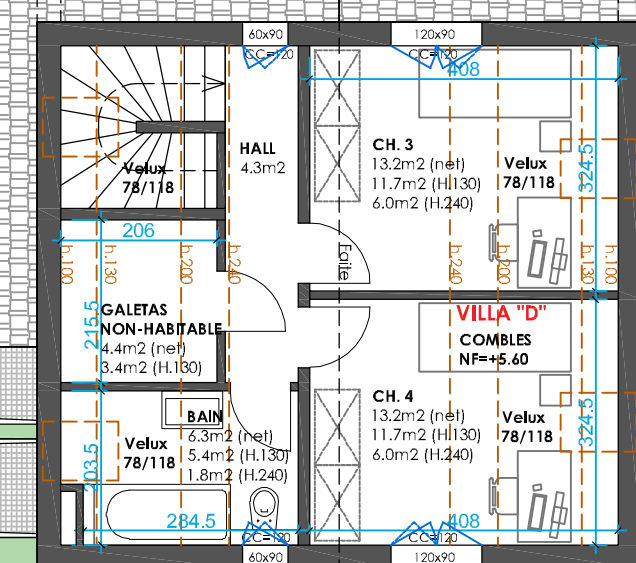 60x90
120x90
CC=120
CC=120
408
HALL
4.3m2
CH. 3
13.2m2 (net)
11.7m2 (H.130)
6.0m2 (H.240)
Velux
78/118
Velux
78/118
324.5
206
h.100
h.130
h.200
h.240
Faite
h.240
h.200
h.130
h.100
GALETAS
NON-HABITABLE
4.4m2 (net)
3.4m2 (H.130)
215.5
VILLA "D"
COMBLES
NF=+5.60
BAIN
6.3m2 (net)
5.4m2 (H.130)
1.8m2 (H.240)
Velux
78/118
203.5
CH. 4
13.2m2 (net)
11.7m2 (H.130)
6.0m2 (H.240)
Velux
78/118
324.5
284.5
408
CC=120
CC=120
60x90
120x90